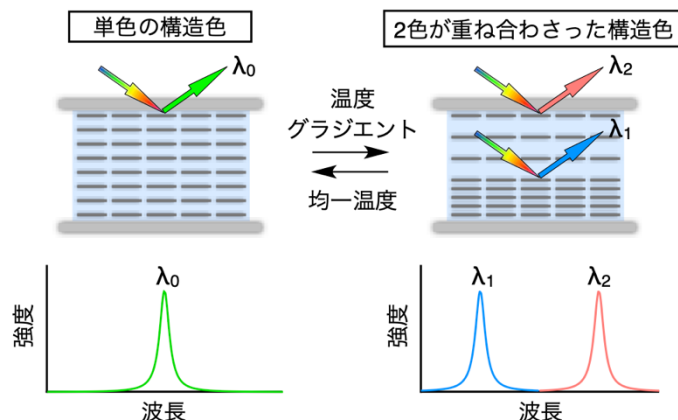 単色の構造色
2色が重ね合わさった構造色
λ0
λ2
λ1
温度
グラジエント
均一温度
λ0
強度
波長
λ1
λ2
強度
波長